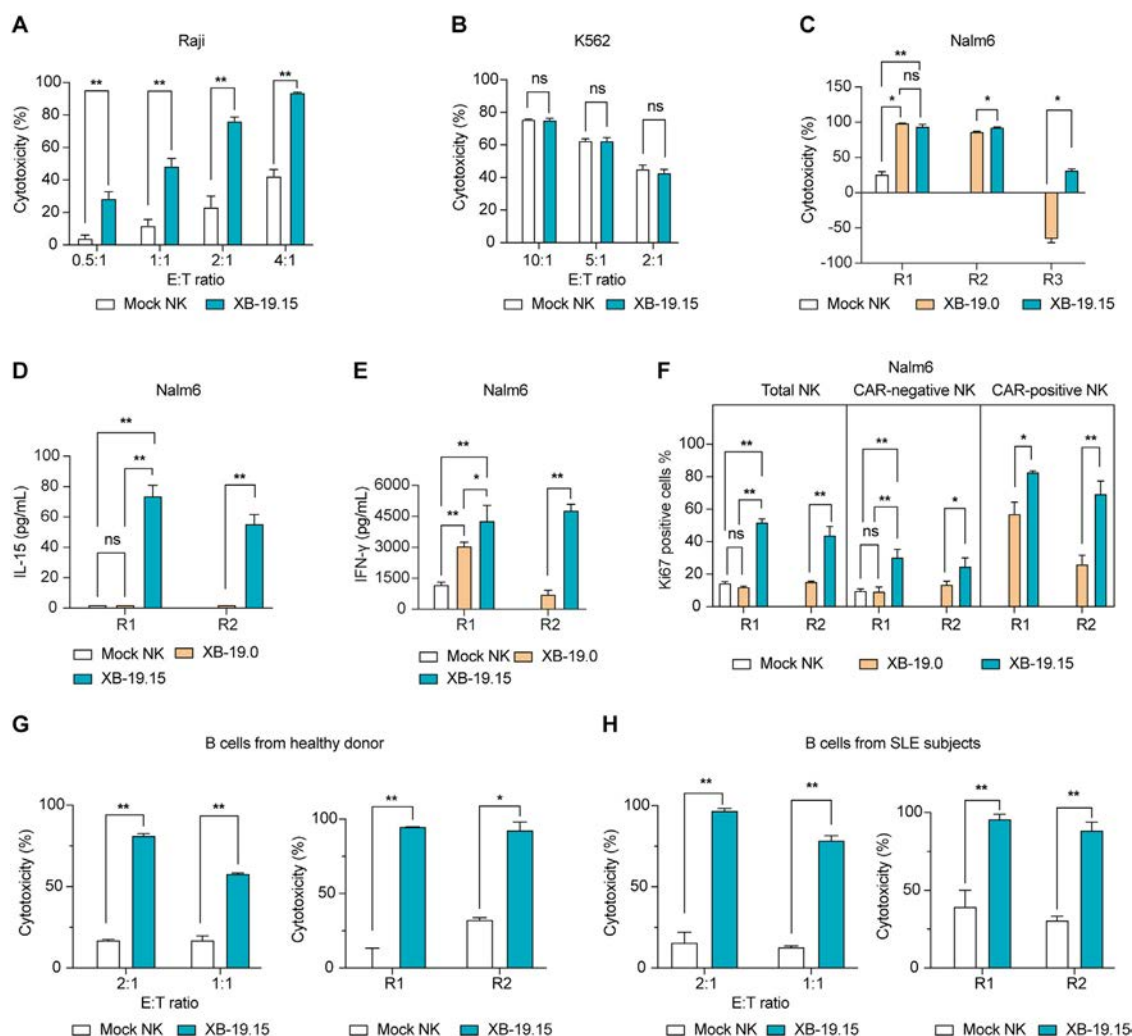 A
Raji
Cytotoxicity (%)
100
80
60
40
20
0
** ** ** **
0.5:1 1:1 2:1 4:1
E:T ratio
Mock NK XB-19.15
B
K562
Cytotoxicity (%)
100
80
60
40
20
0
ns ns ns
10:1 5:1 2:1
E:T ratio
Mock NK XB-19.15
C
Nalm6
Cytotoxicity (%)
150
100
50
0
-50
-100
**
* ns
* *
R1 R2 R3
Mock NK XB-19.0 XB-19.15
D
Nalm6
IL-15 (pg/mL)
100
80
60
40
20
0
**
** **
ns
R1 R2
Mock NK XB-19.0
XB-19.15
E
Nalm6
IFN-γ (pg/mL)
6000
4500
3000
1500
0
** **
*
**
R1 R2
Mock NK XB-19.0
XB-19.15
F
Nalm6
Total NK CAR-negative NK CAR-positive NK
Ki67 positive cells %
100
80
60
40
20
0
** ** * **
** ** ** *
ns ns
R1 R2 R1 R2 R1 R2
Mock NK XB-19.0 XB-19.15
G
B cells from healthy donor
Cytotoxicity (%)
100
50
0
** **
2:1 1:1
E:T ratio
Mock NK XB-19.15
Cytotoxicity (%)
100
50
0
** *
R1 R2
Mock NK XB-19.15
H
B cells from SLE subjects
Cytotoxicity (%)
100
50
0
** **
2:1 1:1
E:T ratio
Mock NK XB-19.15
Cytotoxicity (%)
100
50
0
** **
R1 R2
Mock NK XB-19.15